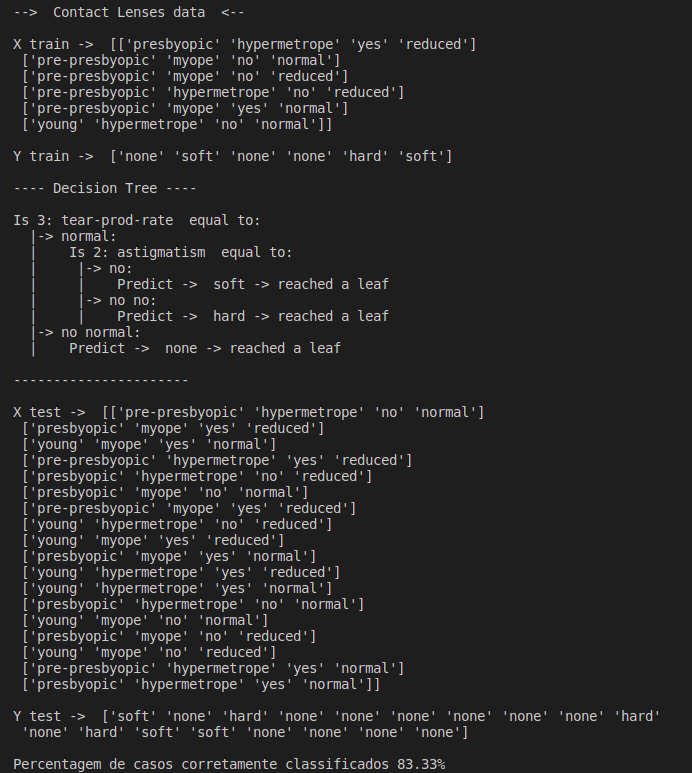 -->  Contact Lenses data  <--
X train ->  [['presbyopic' 'hypermetrope' 'yes' 'reduced']
 ['pre-presbyopic' 'myope' 'no' 'normal']
 ['pre-presbyopic' 'myope' 'no' 'reduced']
 ['pre-presbyopic' 'hypermetrope' 'no' 'reduced']
 ['pre-presbyopic' 'myope' 'yes' 'normal']
 ['young' 'hypermetrope' 'no' 'normal']]
Y train ->  ['none' 'soft' 'none' 'none' 'hard' 'soft']
---- Decision Tree ----
Is 3: tear-prod-rate  equal to:
  |-> normal:
  |    Is 2: astigmatism  equal to:
  |     |-> no:
  |     |    Predict ->  soft -> reached a leaf
  |     |-> no no:
  |     |    Predict ->  hard -> reached a leaf
  |-> no normal:
  |    Predict ->  none -> reached a leaf
----------------------
X test ->  [['pre-presbyopic' 'hypermetrope' 'no' 'normal']
 ['presbyopic' 'myope' 'yes' 'reduced']
 ['young' 'myope' 'yes' 'normal']
 ['pre-presbyopic' 'hypermetrope' 'yes' 'reduced']
 ['presbyopic' 'hypermetrope' 'no' 'reduced']
 ['presbyopic' 'myope' 'no' 'normal']
 ['pre-presbyopic' 'myope' 'yes' 'reduced']
 ['young' 'hypermetrope' 'no' 'reduced']
 ['young' 'myope' 'yes' 'reduced']
 ['presbyopic' 'myope' 'yes' 'normal']
 ['young' 'hypermetrope' 'yes' 'reduced']
 ['young' 'hypermetrope' 'yes' 'normal']
 ['presbyopic' 'hypermetrope' 'no' 'normal']
 ['young' 'myope' 'no' 'normal']
 ['presbyopic' 'myope' 'no' 'reduced']
 ['young' 'myope' 'no' 'reduced']
 ['pre-presbyopic' 'hypermetrope' 'yes' 'normal']
 ['presbyopic' 'hypermetrope' 'yes' 'normal']]
Y test ->  ['soft' 'none' 'hard' 'none' 'none' 'none' 'none' 'none' 'none' 'hard'
 'none' 'hard' 'soft' 'soft' 'none' 'none' 'none' 'none']
Percentagem de casos corretamente classificados 83.33%